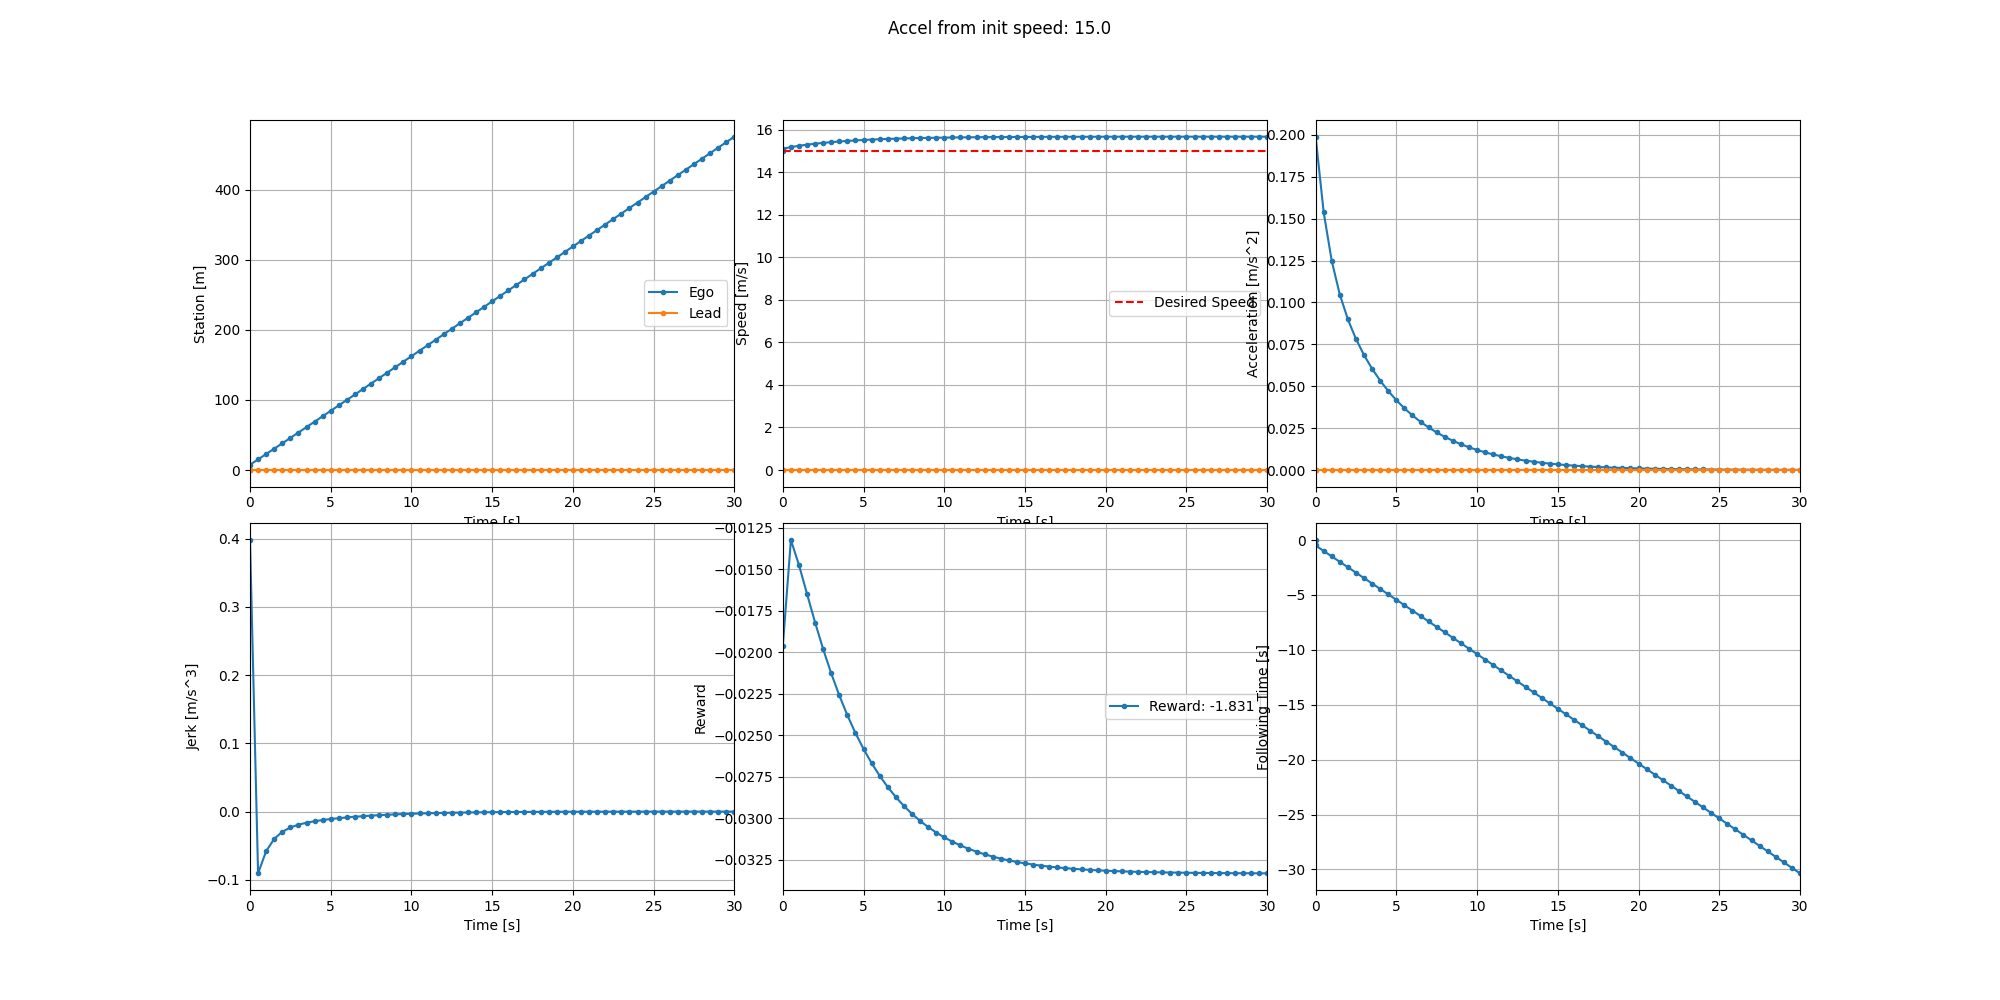 Accel from init speed: 15.0
Station [m]
400
300
200
100
0
Ego
Lead
0 5 10 15 20 25 30
Time [s]
Speed [m/s]
16
14
12
10
8
6
4
2
0
Desired Speed
0 5 10 15 20 25 30
Time [s]
Acceleration [m/s^2]
0.200
0.175
0.150
0.125
0.100
0.075
0.050
0.025
0.000
0 5 10 15 20 25 30
Time [s]
Jerk [m/s^3]
0.4
0.3
0.2
0.1
0.0
−0.1
0 5 10 15 20 25 30
Time [s]
Reward
−0.0125
−0.0150
−0.0175
−0.0200
−0.0225
−0.0250
−0.0275
−0.0300
−0.0325
Reward: -1.831
0 5 10 15 20 25 30
Time [s]
Following Time [s]
0
−5
−10
−15
−20
−25
−30
0 5 10 15 20 25 30
Time [s]